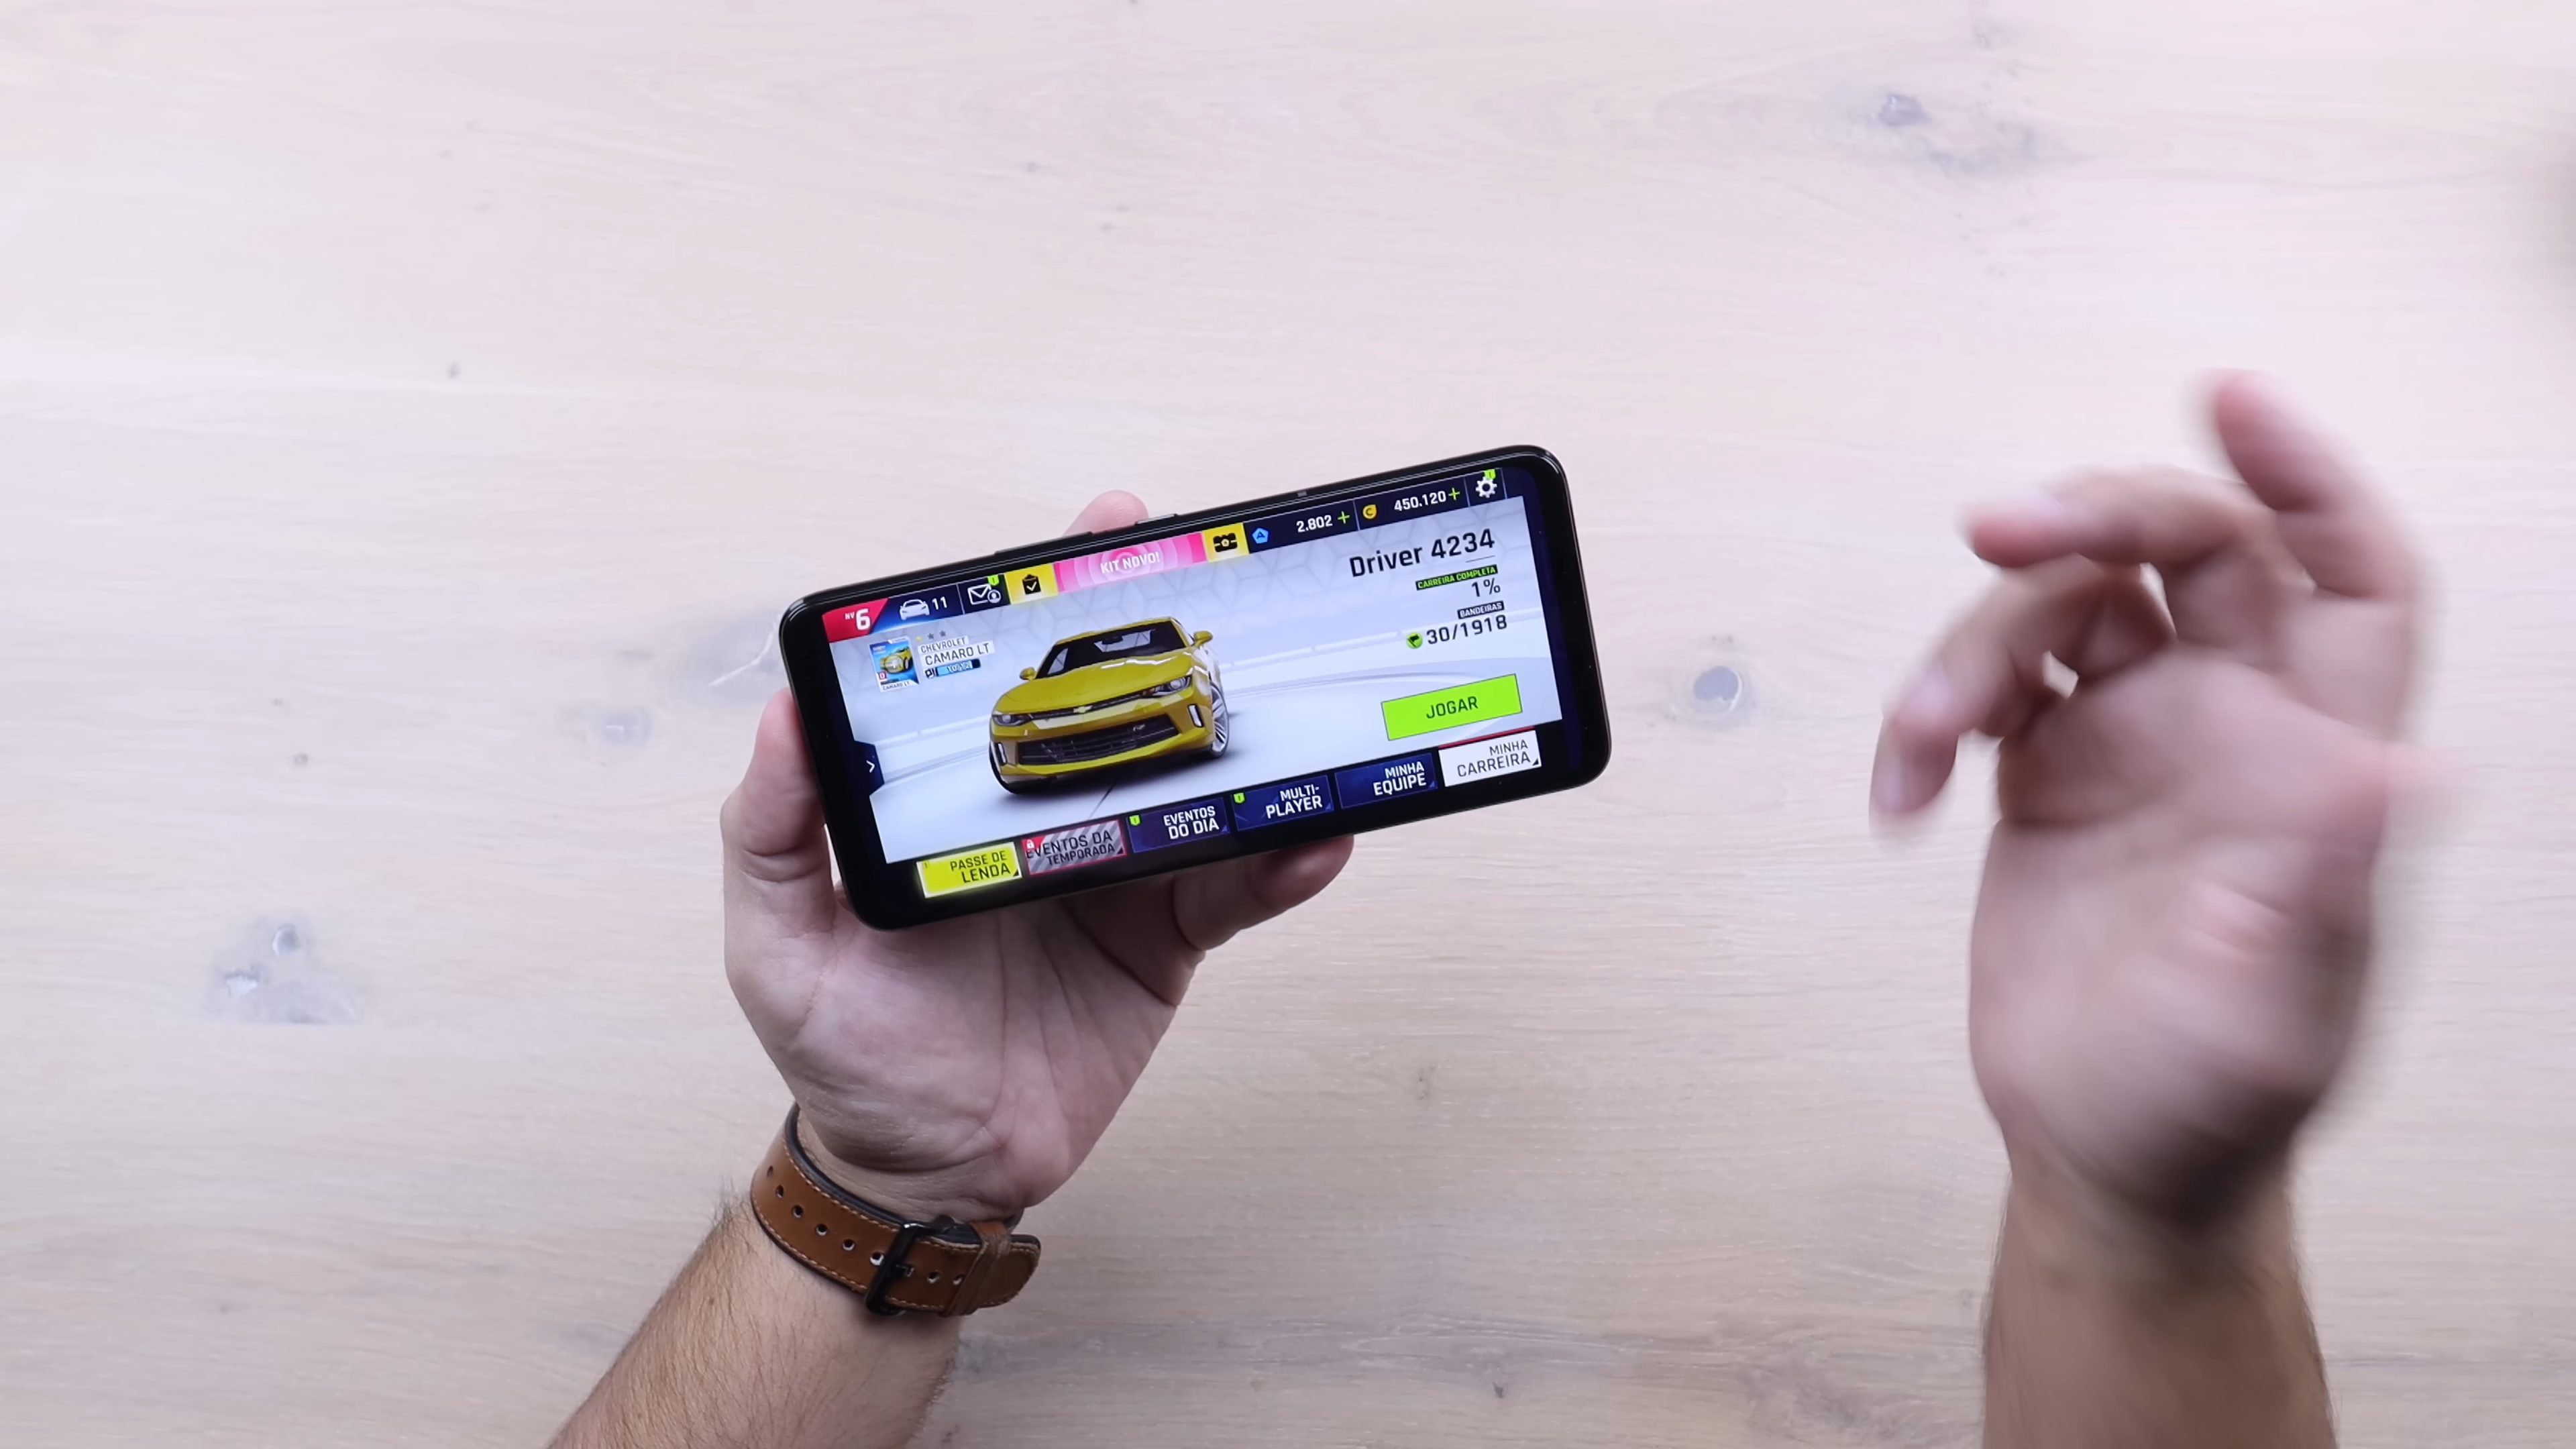 NV 6
11
KIT NOVO!
2.802 +
450.120 +
CHEVROLET
CAMARO LT
Driver 4234
CARREIRA COMPLETA
1%
BANDEIRAS
30/1918
JOGAR
PASSE DE
LENDA
EVENTOS DA
TEMPORADA
EVENTOS
DO DIA
MULTI-
PLAYER
MINHA
EQUIPE
MINHA
CARREIRA